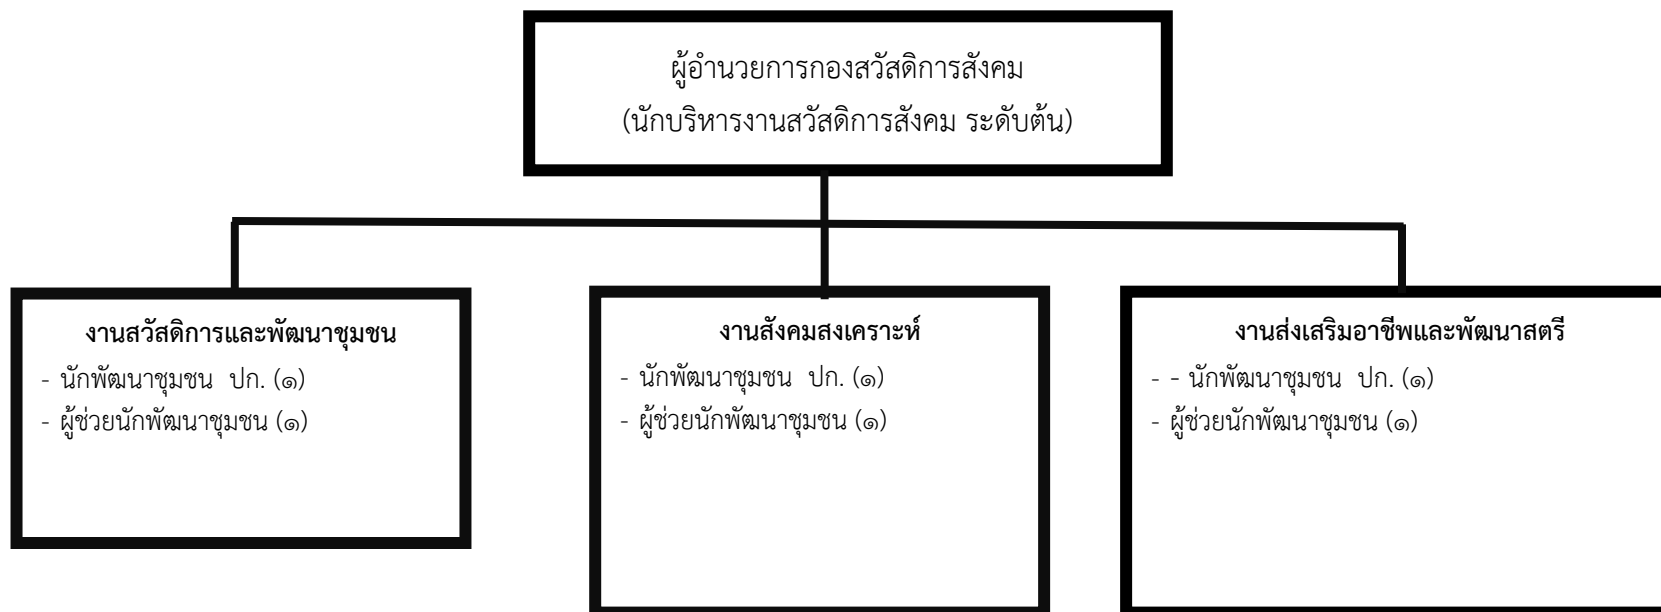 ผู้อำนวยการกองสวัสดิการสังคม
(นักบริหารงานสวัสดิการสังคม ระดับต้น)
งานสวัสดิการและพัฒนาชุมชน
- นักพัฒนาชุมชน ปก. (๑)
- ผู้ช่วยนักพัฒนาชุมชน (๑)
งานสังคมสงเคราะห์
- นักพัฒนาชุมชน ปก. (๑)
- ผู้ช่วยนักพัฒนาชุมชน (๑)
งานส่งเสริมอาชีพและพัฒนาสตรี
- - นักพัฒนาชุมชน ปก. (๑)
- ผู้ช่วยนักพัฒนาชุมชน (๑)